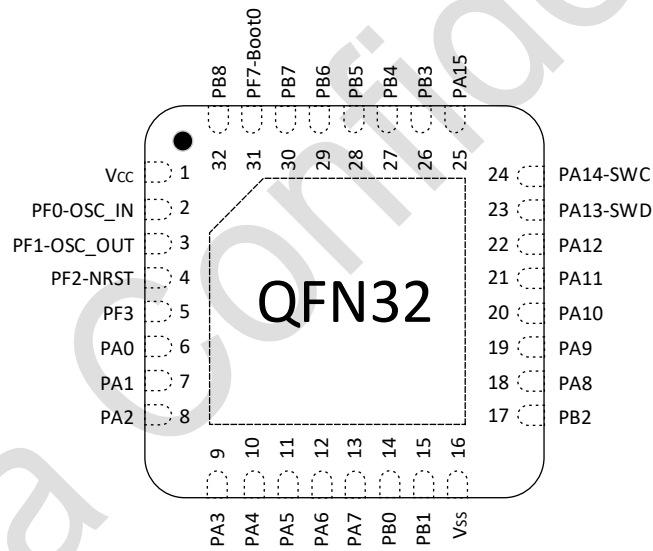 PB8
PF7-Boot0
PB7
PB6
PB5
PB4
PB3
PA15
32
31
30
29
28
27
26
25
Vcc 1
PF0-OSC_IN 2
PF1-OSC_OUT 3
PF2-NRST 4
PF3 5
PA0 6
PA1 7
PA2 8
QFN32
24 PA14-SWC
23 PA13-SWD
22 PA12
21 PA11
20 PA10
19 PA9
18 PA8
17 PB2
9
10
11
12
13
14
15
16
PA3
PA4
PA5
PA6
PA7
PB0
PB1
Vss